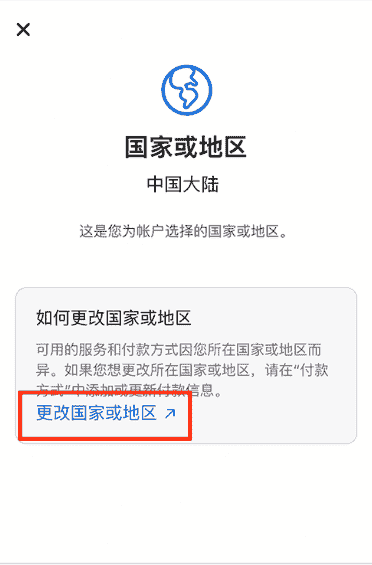 国家或地区
中国大陆
这是您为帐户选择的国家或地区。
如何更改国家或地区
可用的服务和付款方式因您所在国家或地区而
异。如果您想更改所在国家或地区，请在“付款
方式”中添加或更新付款信息。
更改国家或地区 ↗